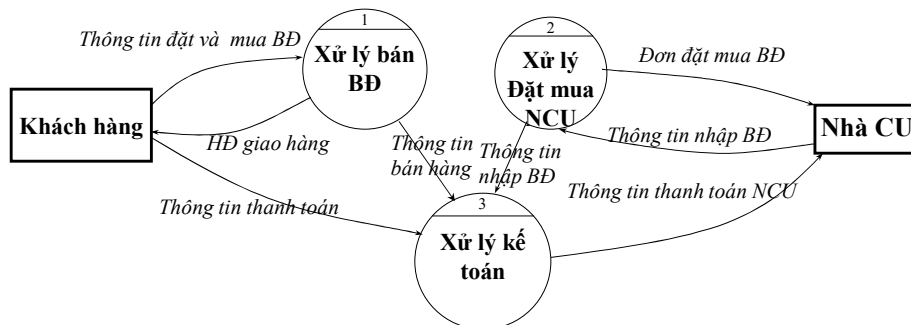 1
2
Thông tin đặt và mua BĐ
Xử lý bán
BĐ
Xử lý
Đặt mua
NCU
Đơn đặt mua BĐ
Khách hàng
Nhà CU
HĐ giao hàng
Thông tin
bán hàng
Thông tin
nhập BĐ
Thông tin nhập BĐ
Thông tin thanh toán
Thông tin thanh toán NCU
3
Xử lý kế
toán